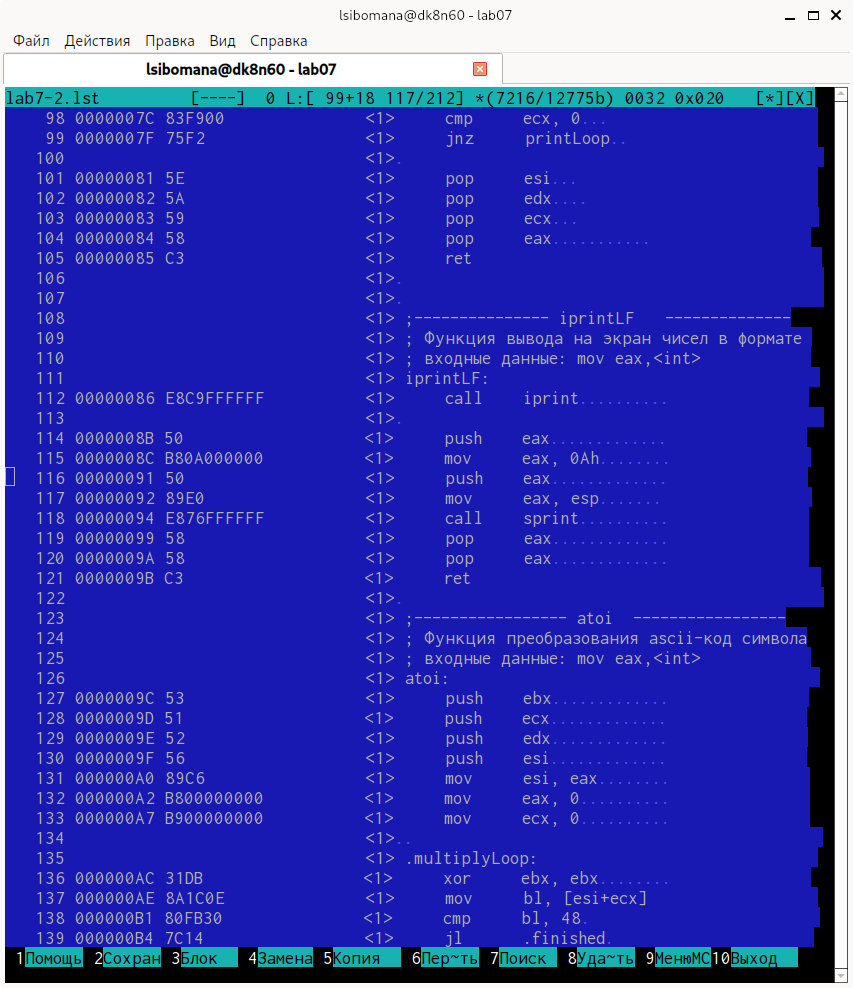 lsibomana@dk8n60 - lab07
Файл Действия Правка Вид Справка
lsibomana@dk8n60 - lab07
lab7-2.lst [----] 0 L:[ 99+18 117/212] *(7216/12775b) 0032 0x020 [*][X]
98 0000007C 83F900 <1> cmp ecx, 0...
99 0000007F 75F2 <1> jnz printLoop..
100 <1>.
101 00000081 5E <1> pop esi...
102 00000082 5A <1> pop edx....
103 00000083 59 <1> pop ecx...
104 00000084 58 <1> pop eax...........
105 00000085 C3 <1> ret
106 <1>.
107 <1>.
108 <1> ;--------------- iprintLF --------------
109 <1> ; Функция вывода на экран чисел в формате
110 <1> ; входные данные: mov eax,<int>
111 <1> iprintLF:
112 00000086 E8C9FFFFFF <1> call iprint..........
113 <1>.
114 0000008B 50 <1> push eax.............
115 0000008C B80A000000 <1> mov eax, 0Ah........
116 00000091 50 <1> push eax.............
117 00000092 89E0 <1> mov eax, esp.......
118 00000094 E876FFFFFF <1> call sprint..........
119 00000099 58 <1> pop eax.............
120 0000009A 58 <1> pop eax.............
121 0000009B C3 <1> ret
122 <1>.
123 <1> ;----------------- atoi -----------------
124 <1> ; Функция преобразования ascii-код символа
125 <1> ; входные данные: mov eax,<int>
126 <1> atoi:
127 0000009C 53 <1> push ebx.............
128 0000009D 51 <1> push ecx.............
129 0000009E 52 <1> push edx.............
130 0000009F 56 <1> push esi.............
131 000000A0 89C6 <1> mov esi, eax........
132 000000A2 B800000000 <1> mov eax, 0..........
133 000000A7 B900000000 <1> mov ecx, 0..........
134 <1>..
135 <1> .multiplyLoop:
136 000000AC 31DB <1> xor ebx, ebx........
137 000000AE 8A1C0E <1> mov bl, [esi+ecx]
138 000000B1 80FB30 <1> cmp bl, 48.
139 000000B4 7C14 <1> jl .finished.
1Помощь 2Сохран 3Блок 4Замена 5Копия 6Пер~ть 7Поиск 8Уда~ть 9МенюMC 10Выход